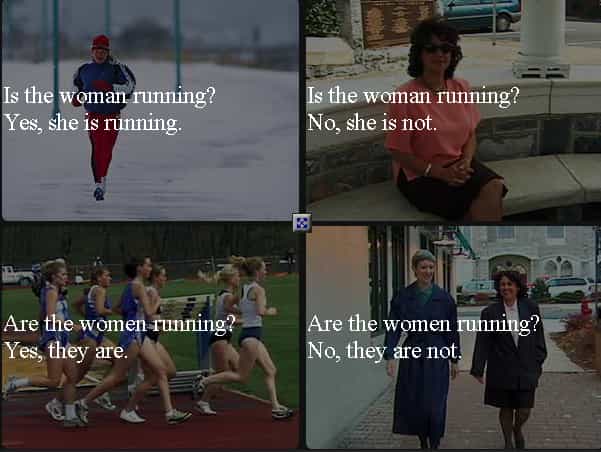 Is the woman running?
Yes, she is running.
Is the woman running?
No, she is not.
Are the women running?
Yes, they are.
Are the women running?
No, they are not.